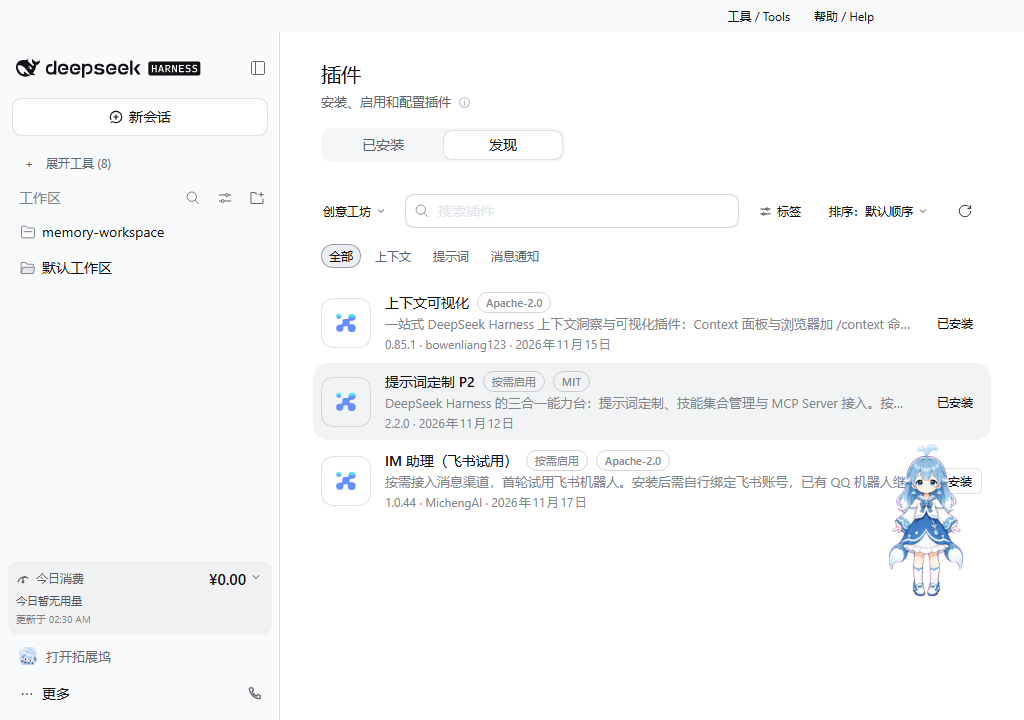 工具 / Tools 帮助 / Help
deepseek HARNESS
新会话
+ 展开工具 (8)
工作区
memory-workspace
默认工作区
今日消费 ¥0.00
今日暂无用量
更新于 02:30 AM
打开拓展坞
··· 更多
插件
安装、启用和配置插件
已安装 发现
创意工坊 搜索插件 标签 排序：默认顺序
全部 上下文 提示词 消息通知
上下文可视化 Apache-2.0
一站式 DeepSeek Harness 上下文洞察与可视化插件：Context 面板与浏览器加 /context 命...
已安装
0.85.1 · bowenliang123 · 2026年11月15日
提示词定制 P2 按需启用 MIT
DeepSeek Harness 的三合一能力台：提示词定制、技能集合管理与 MCP Server 接入。按...
已安装
2.2.0 · 2026年11月12日
IM 助理（飞书试用） 按需启用 Apache-2.0
按需接入消息渠道，首轮试用飞书机器人。安装后需自行绑定飞书账号，已有 QQ 机器人继
安装
1.0.44 · MichengAI · 2026年11月17日